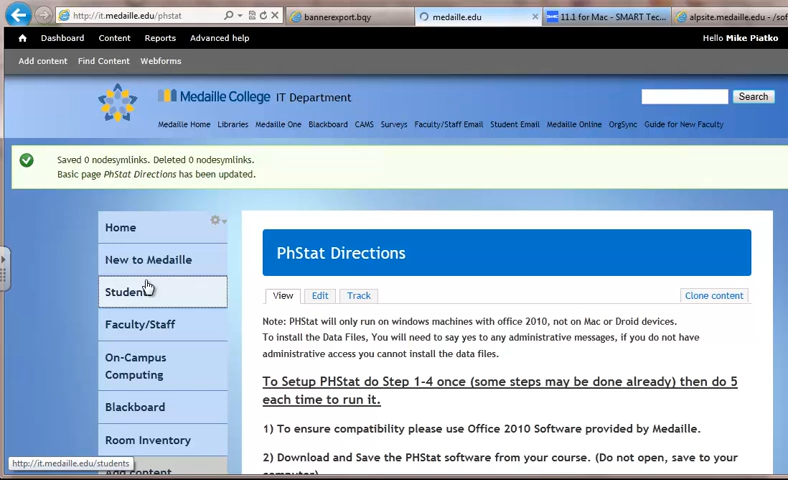 http://it.medaille.edu/phstat
bannerexport.bqy
medaille.edu
11.1 for Mac - SMART Tec...
alpsite.medaille.edu - /sof
Dashboard Content Reports Advanced help
Hello Mike Piatko
Add content Find Content Webforms
Medaille College IT Department
Search
Medaille Home Libraries Medaille One Blackboard CAMS Surveys Faculty/Staff Email Student Email Medaille Online OrgSync Guide for New Faculty
Saved 0 nodesymlinks. Deleted 0 nodesymlinks.
Basic page PhStat Directions has been updated.
Home
New to Medaille
Students
Faculty/Staff
On-Campus
Computing
Blackboard
Room Inventory
Add content
http://it.medaille.edu/students
PhStat Directions
View Edit Track
Clone content
Note: PHStat will only run on windows machines with office 2010, not on Mac or Droid devices.
To install the Data Files, You will need to say yes to any administrative messages, if you do not have
administrative access you cannot install the data files.
To Setup PHStat do Step 1-4 once (some steps may be done already) then do 5
each time to run it.
1) To ensure compatibility please use Office 2010 Software provided by Medaille.
2) Download and Save the PHStat software from your course. (Do not open, save to your
computer)